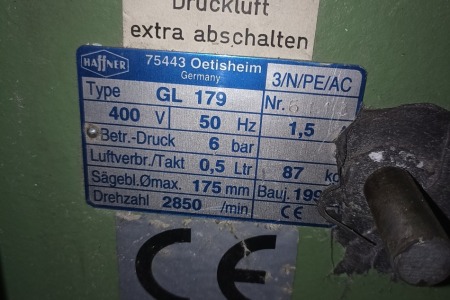 Druckluft
extra abschalten
HAFFNER 75443 Oetisheim 3/N/PE/AC
Germany
Type GL 179 Nr.
400 V 50 Hz 1,5
Betr.-Druck 6 bar
Luftverbr./Takt 0,5 Ltr 87
Sägebl.Ømax. 175 mm Bauj. 199
Drehzahl 2850 /min CE
CE